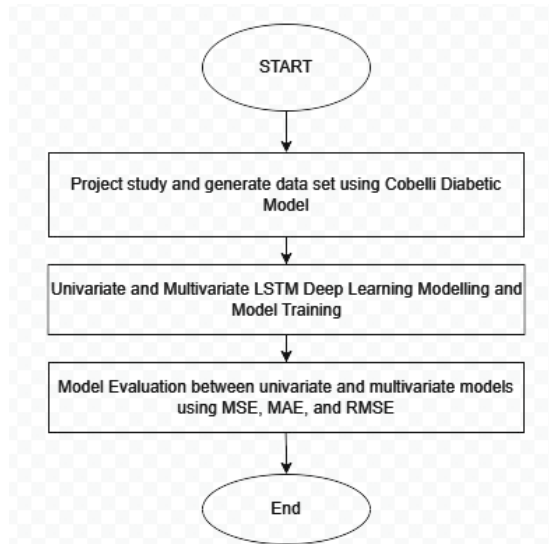 START
Project study and generate data set using Cobelli Diabetic
Model
Univariate and Multivariate LSTM Deep Learning Modelling and
Model Training
Model Evaluation between univariate and multivariate models
using MSE, MAE, and RMSE
End